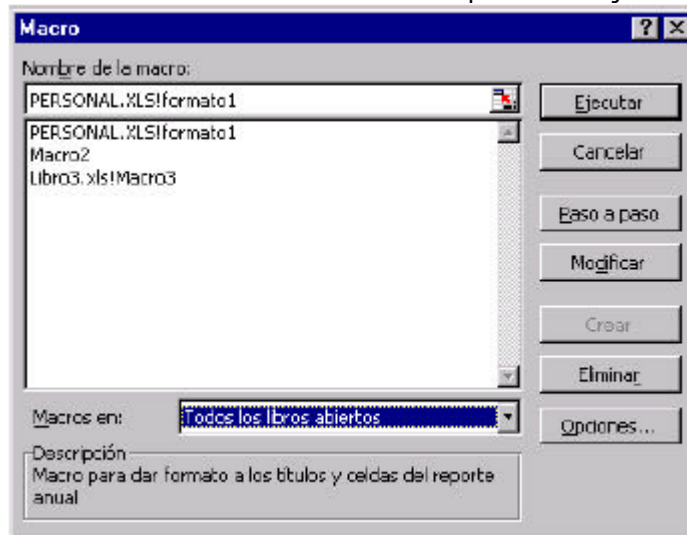 Macro
Nombre de la macro:
PERSONAL.XLS!formato1
PERSONAL.XLS!formato1
Macro2
Libro3.xls!Macro3
Ejecutar
Cancelar
Paso a paso
Modificar
Crear
Eliminar
Opciones...
Macros en:
Todos los libros abiertos
Descripción
Macro para dar formato a los títulos y celdas del reporte
anual